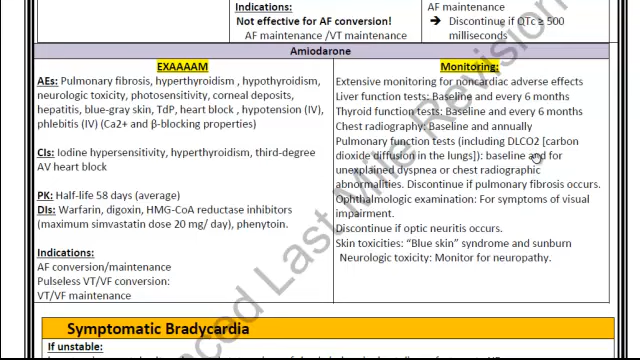 Indications:
Not effective for AF conversion!
AF maintenance /VT maintenance
AF maintenance
➔ Discontinue if QTc ≥ 500
milliseconds
Amiodarone
EXAAAAM
AEs: Pulmonary fibrosis, hyperthyroidism , hypothyroidism,
neurologic toxicity, photosensitivity, corneal deposits,
hepatitis, blue-gray skin, TdP, heart block , hypotension (IV),
phlebitis (IV) (Ca2+ and β-blocking properties)
CIs: Iodine hypersensitivity, hyperthyroidism, third-degree
AV heart block
PK: Half-life 58 days (average)
DIs: Warfarin, digoxin, HMG-CoA reductase inhibitors
(maximum simvastatin dose 20 mg/ day), phenytoin.
Indications:
AF conversion/maintenance
Pulseless VT/VF conversion:
VT/VF maintenance
Monitoring:
Extensive monitoring for noncardiac adverse effects
Liver function tests: Baseline and every 6 months
Thyroid function tests: Baseline and every 6 months
Chest radiography: Baseline and annually
Pulmonary function tests (including DLCO2 [carbon
dioxide diffusion in the lungs]): baseline and for
unexplained dyspnea or chest radiographic
abnormalities. Discontinue if pulmonary fibrosis occurs.
Ophthalmologic examination: For symptoms of visual
impairment.
Discontinue if optic neuritis occurs.
Skin toxicities: “Blue skin” syndrome and sunburn
Neurologic toxicity: Monitor for neuropathy.
Last Mile Revision
Symptomatic Bradycardia
If unstable: